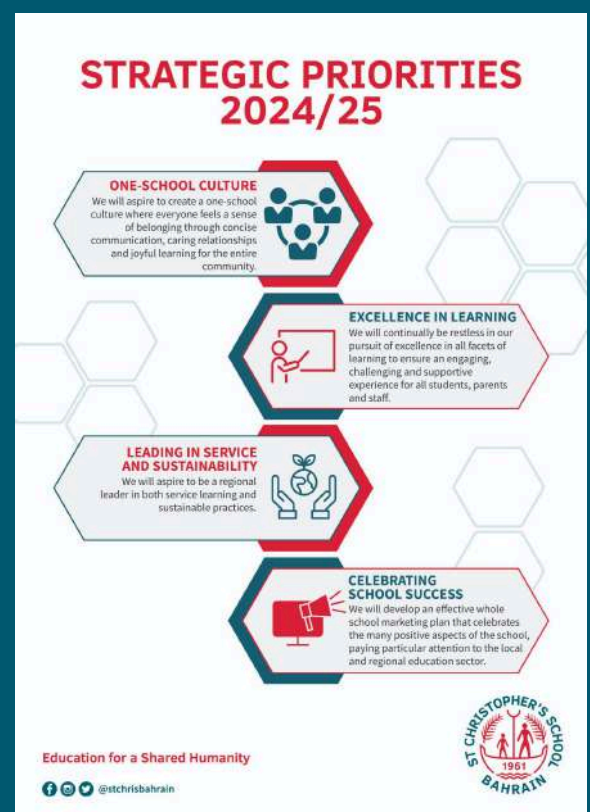 STRATEGIC PRIORITIES
2024/25
ONE-SCHOOL CULTURE
We will aspire to create a one-school
culture where everyone feels a sense
of belonging through concise
communication, caring relationships
and joyful learning for the entire
community.
EXCELLENCE IN LEARNING
We will continually be restless in our
pursuit of excellence in all facets of
learning to ensure an engaging,
challenging and supportive
experience for all students, parents
and staff.
LEADING IN SERVICE
AND SUSTAINABILITY
We will aspire to be a regional
leader in both service learning and
sustainable practices.
CELEBRATING
SCHOOL SUCCESS
We will develop an effective whole
school marketing plan that celebrates
the many positive aspects of the school,
paying particular attention to the local
and regional education sector.
Education for a Shared Humanity
@stchrisbahrain
ST CHRISTOPHER'S SCHOOL
1961
BAHRAIN